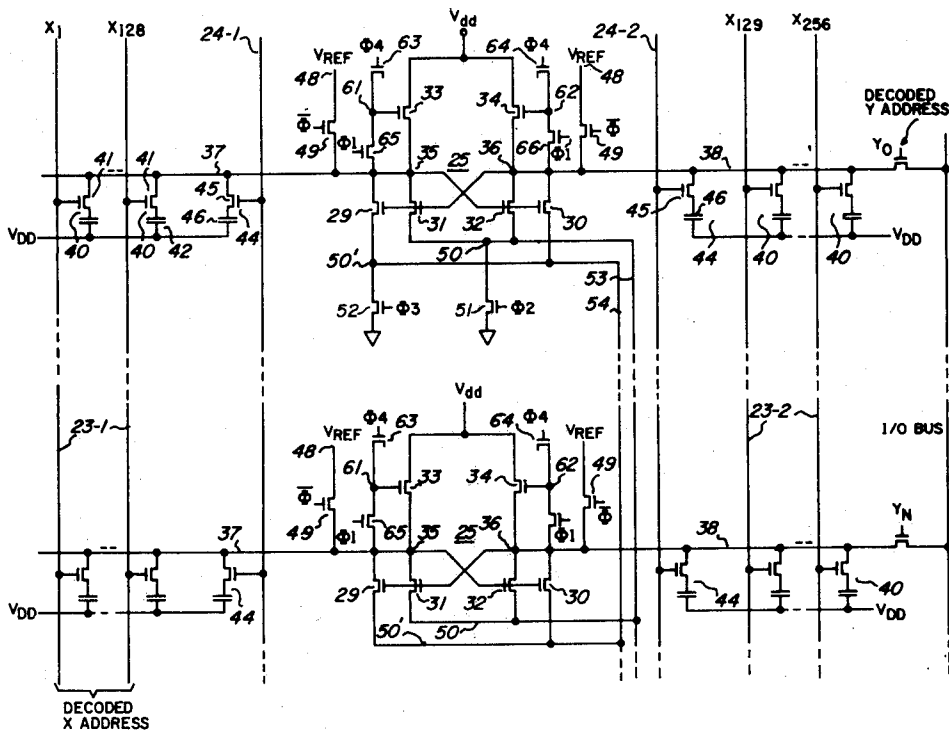 X1 X128 24-1 Vdd 24-2 X129 X256
VREF Φ4 63 64 Φ4 VREF
48 48
61 33 34 62 DECODED Y ADDRESS
Φ̅ Φ1 Φ1 Φ̅ Y0
49 65 66 49
41 41 37 35 25 36 38
45 45 46
46 44 29 31 32 30
40 40 42 44 40 40
VDD VDD
50' 50 53
52 Φ3 51 Φ2 54
Vdd
23-1 VREF Φ4 63 64 Φ4 VREF 23-2 I/O BUS
48 49
61 33 34 62
Φ̅ Φ̅ YN
49 Φ1 65 Φ1
37 35 25 36 38
29 31 32 30 40
44 44
VDD VDD
50' 50
DECODED
X ADDRESS